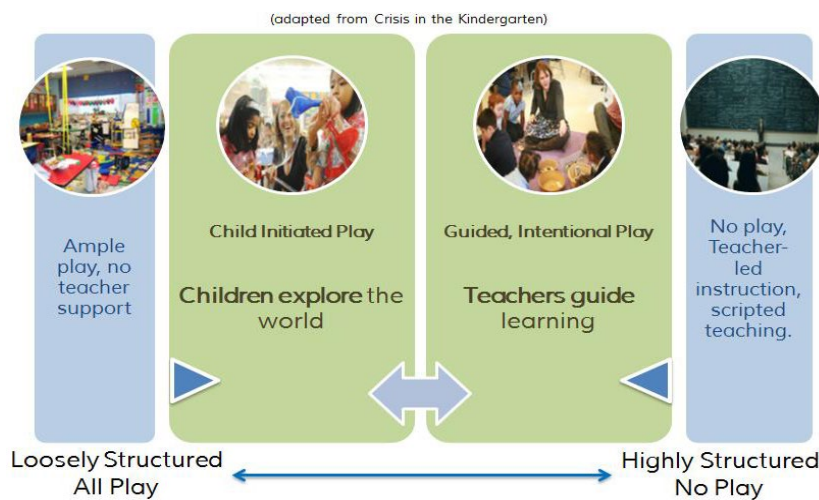 (adapted from Crisis in the Kindergarten)
Ample
play, no
teacher
support
Child Initiated Play
Children explore the
world
Guided, Intentional Play
Teachers guide
learning
No play,
Teacher-
led
instruction,
scripted
teaching.
Loosely Structured
All Play
Highly Structured
No Play